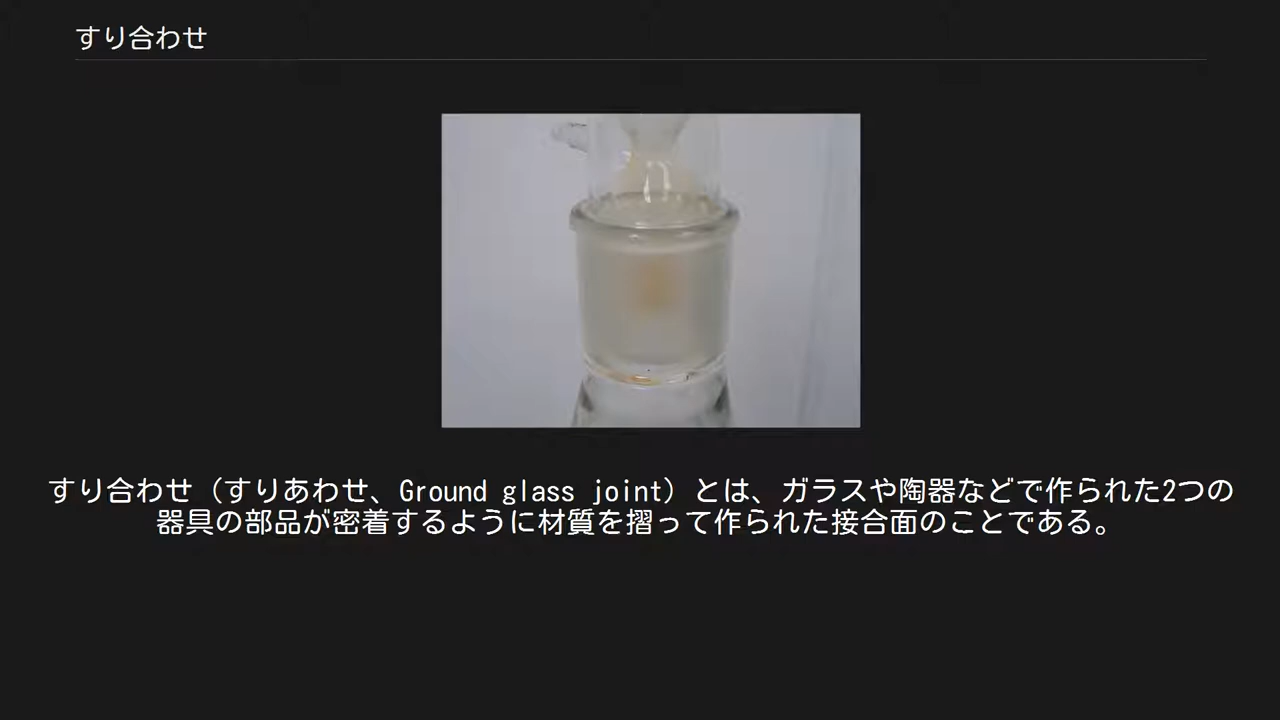 すり合わせ
すり合わせ（すりあわせ、Ground glass joint）とは、ガラスや陶器などで作られた2つの
器具の部品が密着するように材質を摺って作られた接合面のことである。